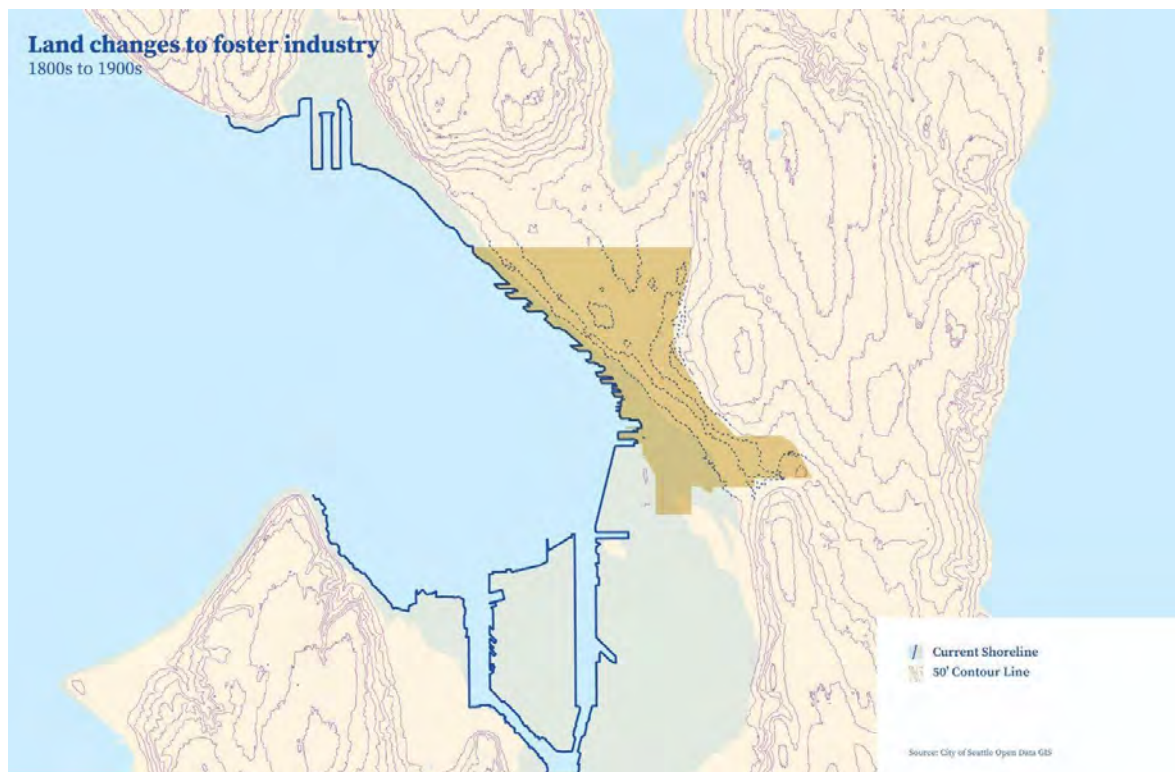 Land changes to foster industry
1800s to 1900s
Current Shoreline
50' Contour Line
Source: City of Seattle Open Data GIS